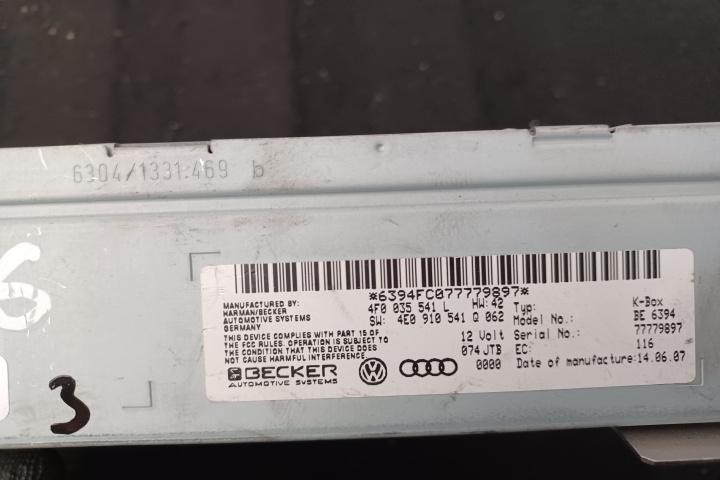 6304/1331.469 b
6
3
*6394FC077779897*
MANUFACTURED BY:
HARMAN/BECKER
AUTOMOTIVE SYSTEMS
GERMANY
THIS DEVICE COMPLIES WITH PART 15 OF
THE FCC RULES. OPERATION IS SUBJECT TO
THE CONDITION THAT THIS DEVICE DOES
NOT CAUSE HARMFUL INTERFERENCE.
BECKER
AUTOMOTIVE SYSTEMS
4F0 035 541 L HW: 42
SW: 4E0 910 541 Q 062
12 Volt
074 JTB
0000
Typ: K-Box
Model No.: BE 6394
Serial No.: 77779897
EC: 116
Date of manufacture: 14.06.07